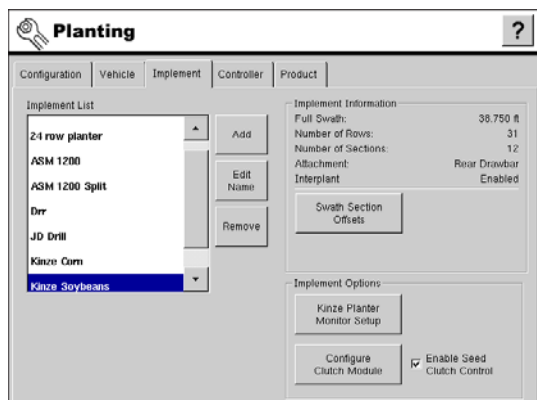 Planting
?
Configuration
Vehicle
Implement
Controller
Product
Implement List
24 row planter
ASM 1200
ASM 1200 Split
Drr
JD Drill
Kinze Corn
Kinze Soybeans
Add
Edit
Name
Remove
Implement Information
Full Swath: 38.750 ft
Number of Rows: 31
Number of Sections: 12
Attachment: Rear Drawbar
Interplant Enabled
Swath Section
Offsets
Implement Options
Kinze Planter
Monitor Setup
Configure
Clutch Module
Enable Seed
Clutch Control